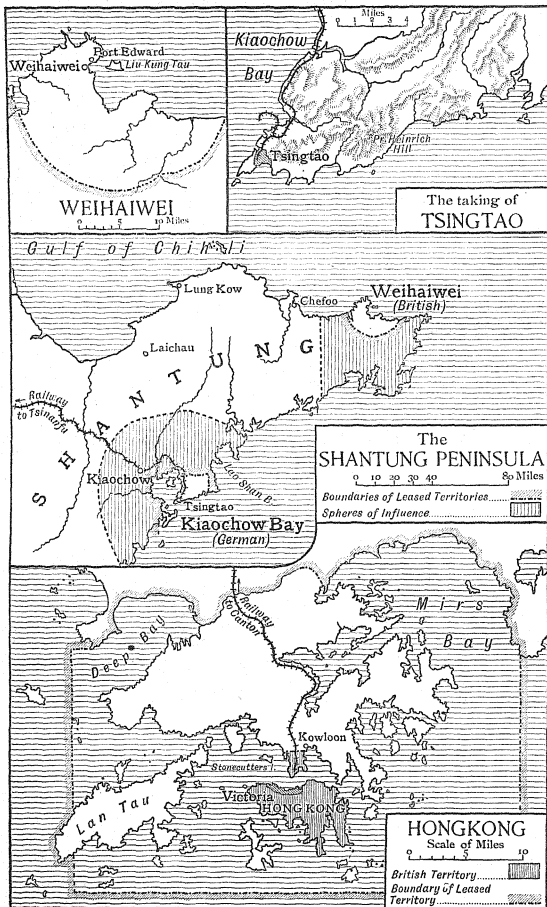 Port Edward
Weihaiweio
Liu Kung Tau
WEIHAIWEI
0 5 10 Miles
Miles
0 1 2 3 4
Kiaochow
Bay
Pr. Heinrich
Hill
Tsingtao
The taking of
TSINGTAO
Gulf of Chihli
Lung Kow
Chefoo
Weihaiwei
(British)
Laichau
SHANTUNG
Railway
to Tsinanfu
Kiaochow
Lao Shan B.
Tsingtao
Kiaochow Bay
(German)
The
SHANTUNG PENINSULA
0 10 20 30 40 80 Miles
Boundaries of Leased Territories
Spheres of Influence
Deep Bay
Railway
to Canton
Mirs
Bay
Kowloon
Stonecutters I.
Victoria
HONG KONG
Lan Tau
HONGKONG
Scale of Miles
0 5 10
British Territory
Boundary of Leased
Territory